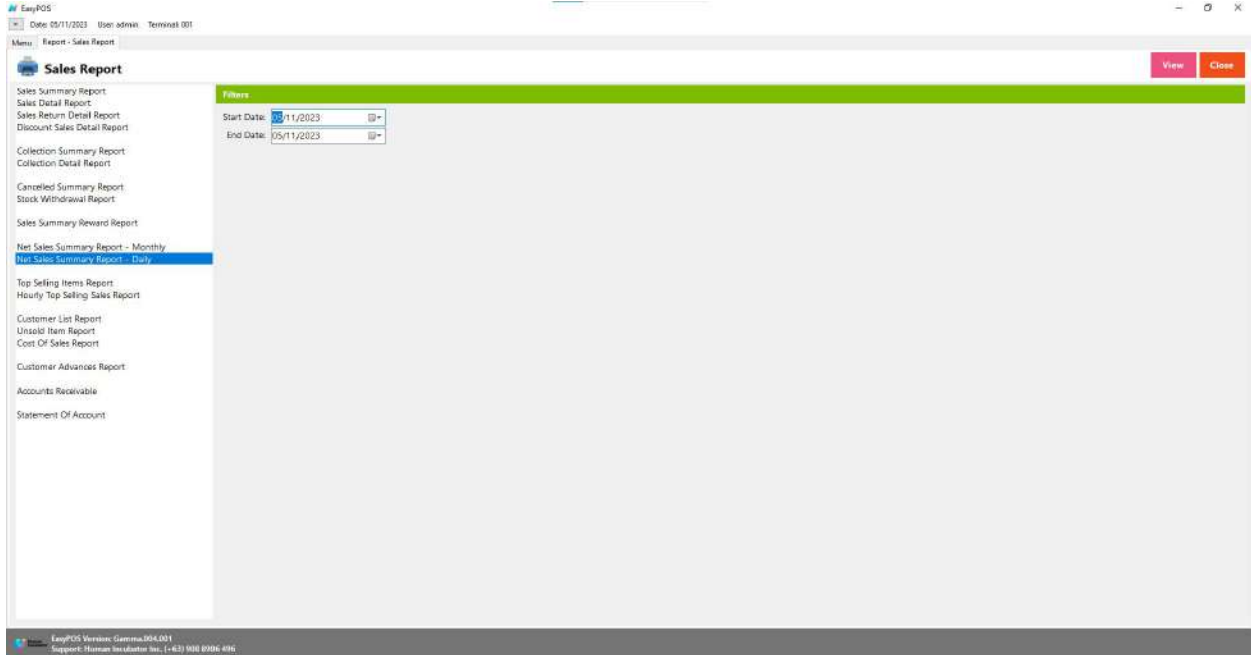 EasyPOS
Date: 05/11/2023 User: admin Terminal: 001
Menu Report - Sales Report
Sales Report
View Close
Sales Summary Report
Sales Detail Report
Sales Return Detail Report
Discount Sales Detail Report
Collection Summary Report
Collection Detail Report
Cancelled Summary Report
Stock Withdrawal Report
Sales Summary Reward Report
Net Sales Summary Report - Monthly
Net Sales Summary Report - Daily
Top Selling Items Report
Hourly Top Selling Sales Report
Customer List Report
Unsold Item Report
Cost Of Sales Report
Customer Advances Report
Accounts Receivable
Statement Of Account
Filters
Start Date: 05/11/2023
End Date: 05/11/2023
EasyPOS Version: Gamma.004.001
Support: Human Incubator Inc. (+63) 908 8906 496